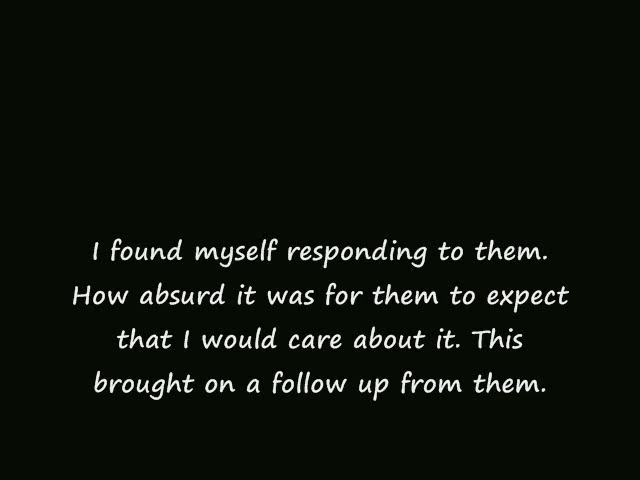 I found myself responding to them.
How absurd it was for them to expect
that I would care about it. This
brought on a follow up from them.